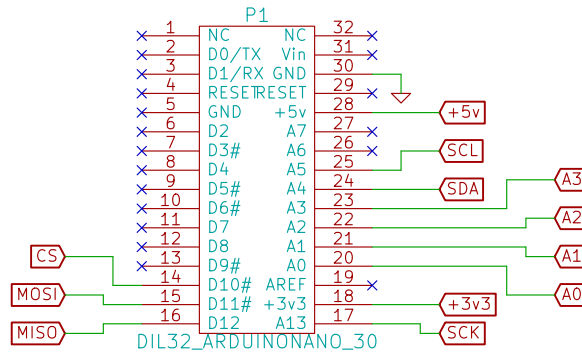 P1
1 NC NC 32
2 D0/TX Vin 31
3 D1/RX GND 30
4 RESET RESET 29
5 GND +5v 28 +5v
6 D2 A7 27
7 D3# A6 26
8 D4 A5 25 SCL
9 D5# A4 24 SDA
10 D6# A3 23 A3
11 D7 A2 22 A2
12 D8 A1 21 A1
13 D9# A0 20 A0
CS 14 D10# AREF 19
MOSI 15 D11# +3v3 18 +3v3
MISO 16 D12 A13 17 SCK
DIL32_ARDUINONANO_30